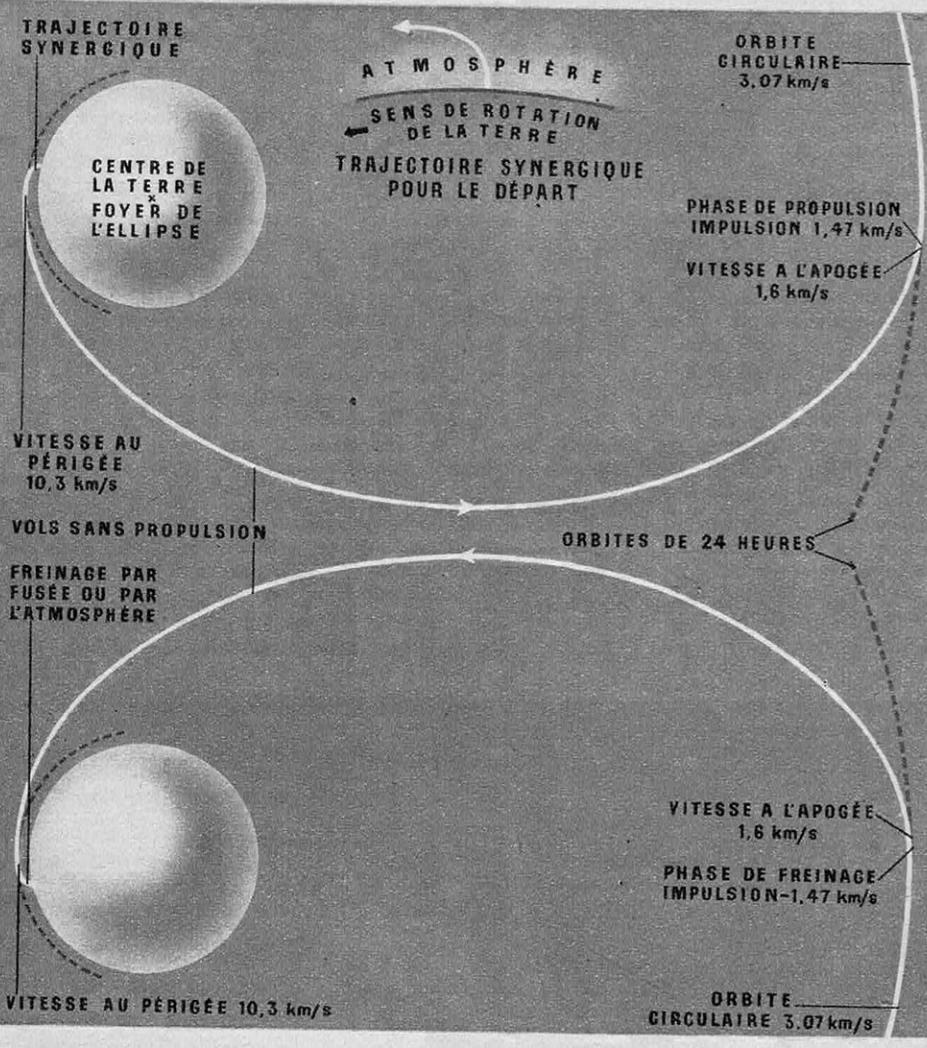 TRAJECTOIRE
SYNERGIQUE
ATMOSPHÈRE
SENS DE ROTATION
DE LA TERRE
TRAJECTOIRE SYNERGIQUE
POUR LE DÉPART
ORBITE
CIRCULAIRE
3,07 km/s
CENTRE DE
LA TERRE
×
FOYER DE
L'ELLIPSE
PHASE DE PROPULSION
IMPULSION 1,47 km/s
VITESSE A L'APOGÉE
1,6 km/s
VITESSE AU
PÉRIGÉE
10,3 km/s
VOLS SANS PROPULSION
ORBITES DE 24 HEURES
FREINAGE PAR
FUSÉE OU PAR
L'ATMOSPHÈRE
VITESSE A L'APOGÉE
1,6 km/s
PHASE DE FREINAGE
IMPULSION-1,47 km/s
VITESSE AU PÉRIGÉE 10,3 km/s
ORBITE
CIRCULAIRE 3,07 km/s